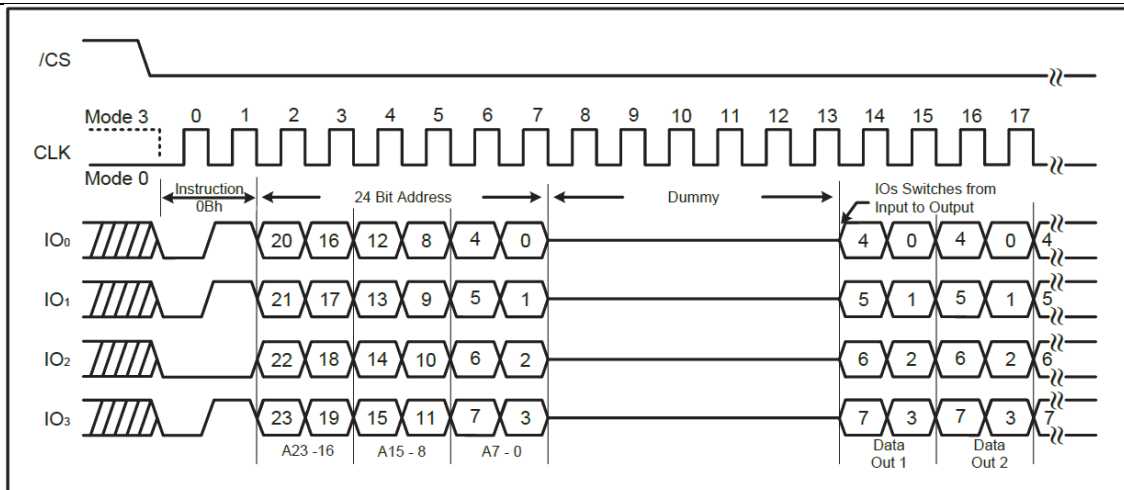 /CS
Mode 3 0 1 2 3 4 5 6 7 8 9 10 11 12 13 14 15 16 17
CLK
Mode 0
Instruction
0Bh
24 Bit Address
Dummy
IOs Switches from
Input to Output
IO₀ 20 16 12 8 4 0 4 0 4 0 4
IO₁ 21 17 13 9 5 1 5 1 5 1 5
IO₂ 22 18 14 10 6 2 6 2 6 2 6
IO₃ 23 19 15 11 7 3 7 3 7 3 7
A23 -16 A15 - 8 A7 - 0
Data
Out 1
Data
Out 2